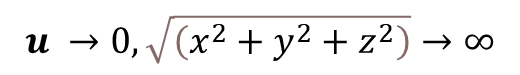 𝒖 → 0, √(x² + y² + z²) → ∞